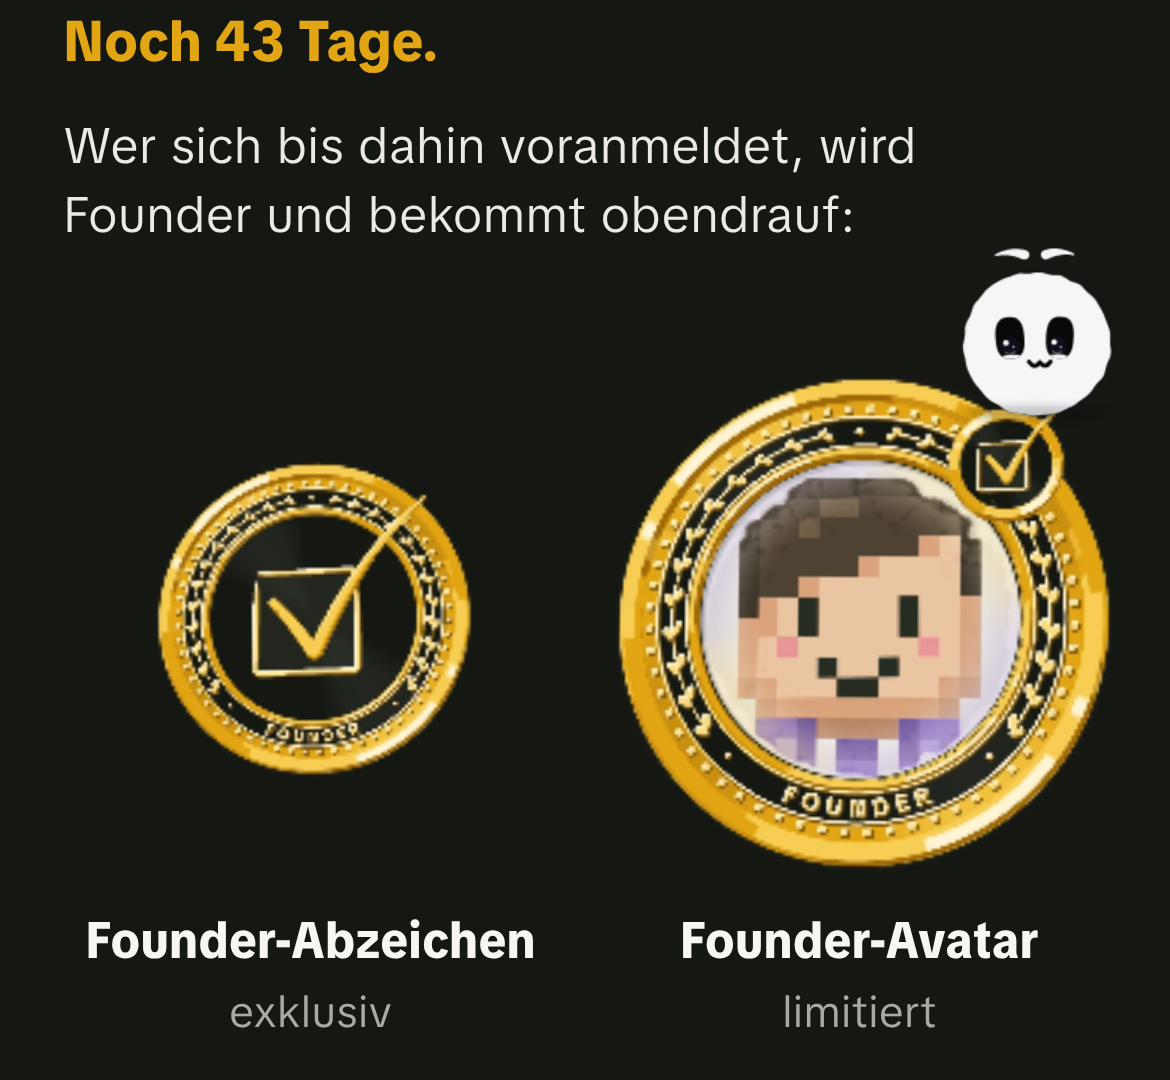 Noch 43 Tage.
Wer sich bis dahin voranmeldet, wird
Founder und bekommt obendrauf:
FOUNDER
FOUNDER
Founder-Abzeichen
Founder-Avatar
exklusiv
limitiert